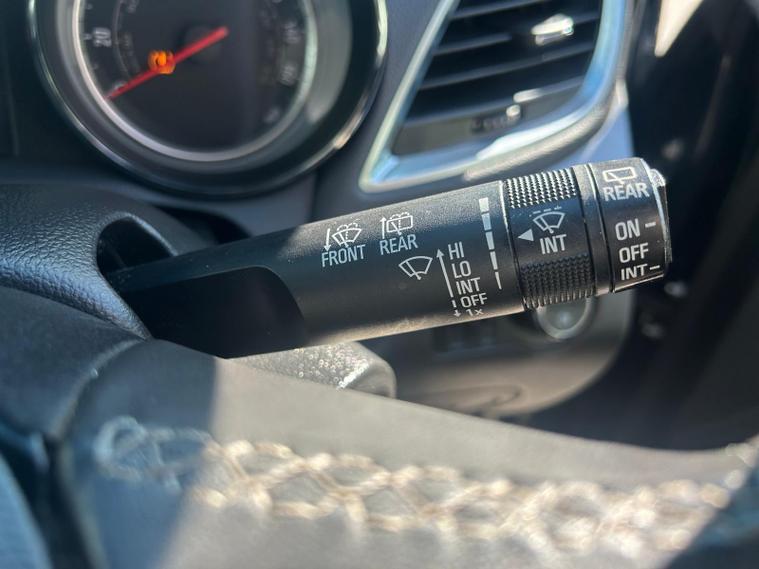 20
FRONT
REAR
HI
LO
INT
OFF
1x
INT
REAR
ON
OFF
INT